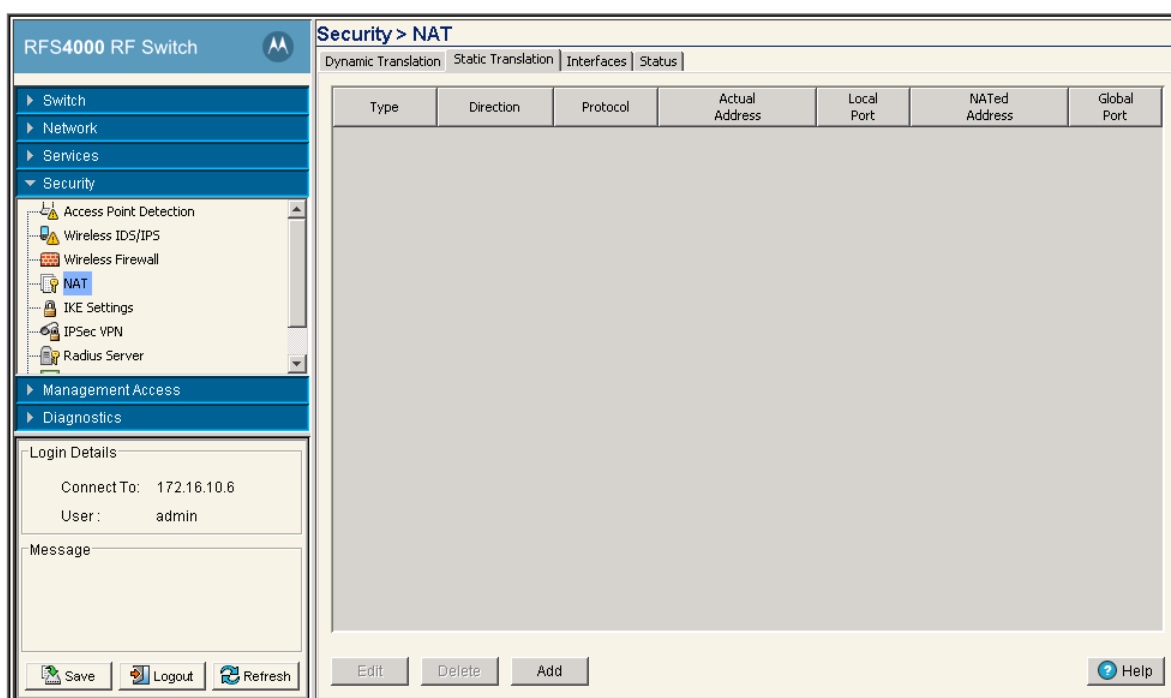 RFS4000 RF Switch
Switch
Network
Services
Security
Access Point Detection
Wireless IDS/IPS
Wireless Firewall
NAT
IKE Settings
IPSec VPN
Radius Server
Management Access
Diagnostics
Login Details
Connect To: 172.16.10.6
User : admin
Message
Save Logout Refresh
Security > NAT
Dynamic Translation Static Translation Interfaces Status
Type Direction Protocol Actual Address Local Port NATed Address Global Port
Edit Delete Add Help